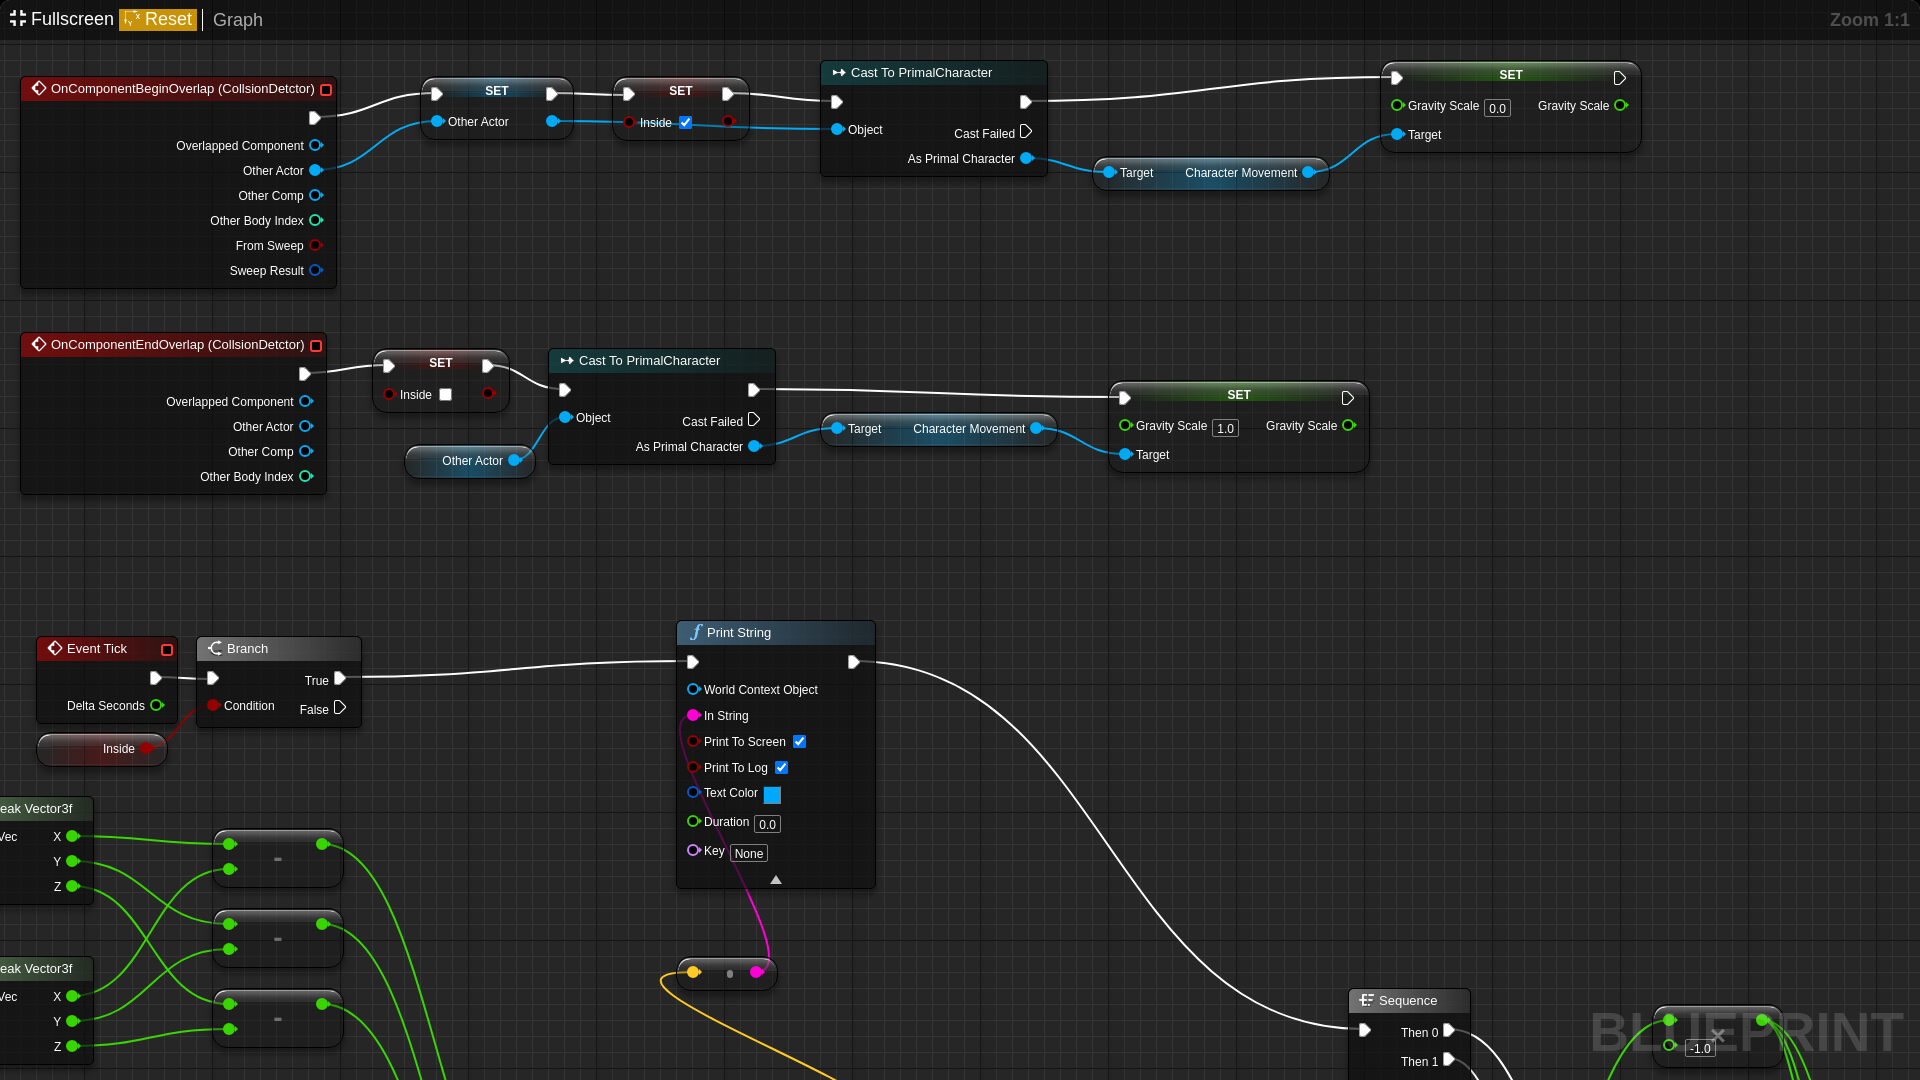 Fullscreen Reset Graph
Zoom 1:1
OnComponentBeginOverlap (CollsionDetctor)
Overlapped Component
Other Actor
Other Comp
Other Body Index
From Sweep
Sweep Result
SET
Other Actor
SET
Inside
Cast To PrimalCharacter
Object
Cast Failed
As Primal Character
Target Character Movement
SET
Gravity Scale 0.0 Gravity Scale
Target
OnComponentEndOverlap (CollsionDetctor)
Overlapped Component
Other Actor
Other Comp
Other Body Index
SET
Inside
Other Actor
Cast To PrimalCharacter
Object
Cast Failed
As Primal Character
Target Character Movement
SET
Gravity Scale 1.0 Gravity Scale
Target
Event Tick
Delta Seconds
Inside
Branch
True
Condition
False
Print String
World Context Object
In String
Print To Screen
Print To Log
Text Color
Duration 0.0
Key None
eak Vector3f
Vec X
Y
Z
-
-
-
eak Vector3f
Vec X
Y
Z
Sequence
Then 0
Then 1
-1.0
BLUEPRINT